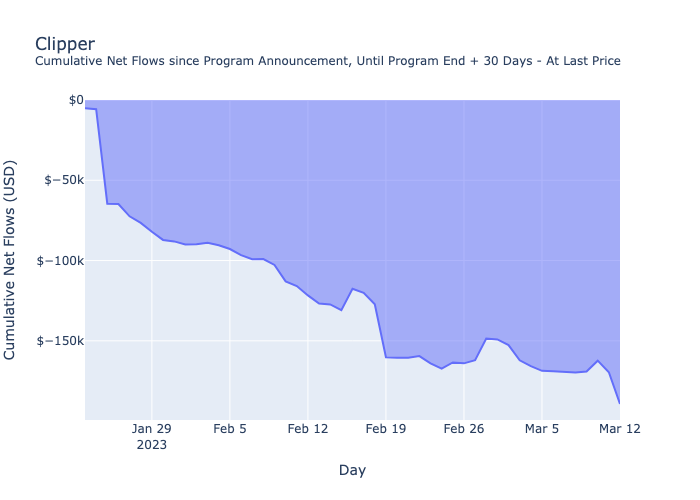 Clipper
Cumulative Net Flows since Program Announcement, Until Program End + 30 Days - At Last Price
$0
$−50k
$−100k
$−150k
Cumulative Net Flows (USD)
Jan 29 Feb 5 Feb 12 Feb 19 Feb 26 Mar 5 Mar 12
2023
Day